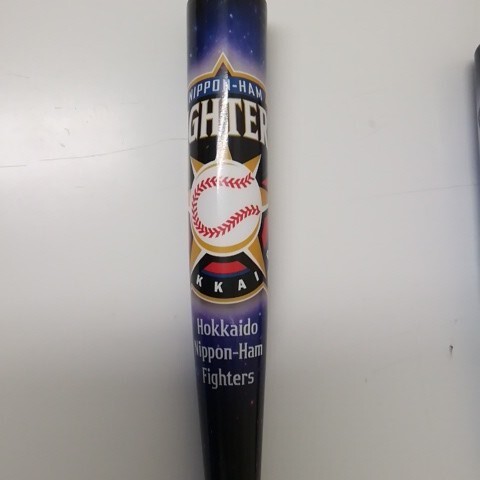 NIPPON-HAM
GHTER
KKAI
Hokkaido
Nippon-Ham
Fighters